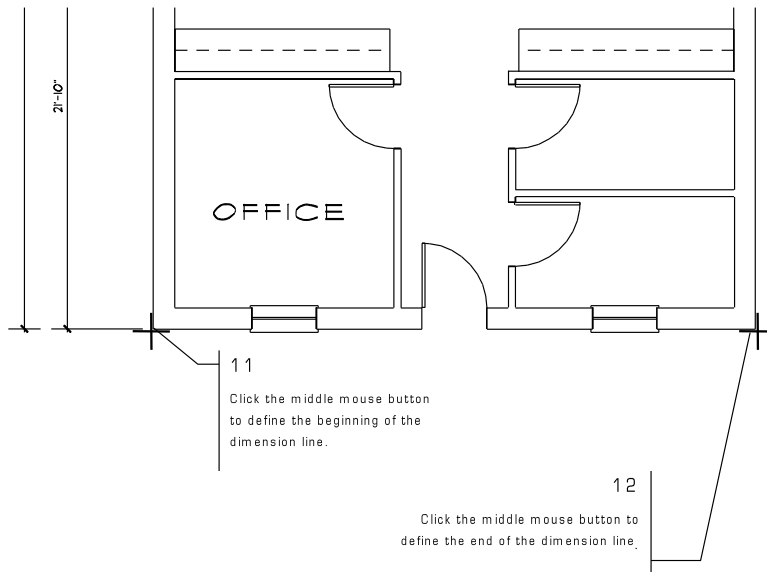 21'-10"
OFFICE
11
Click the middle mouse button
to define the beginning of the
dimension line.
12
Click the middle mouse button to
define the end of the dimension line.